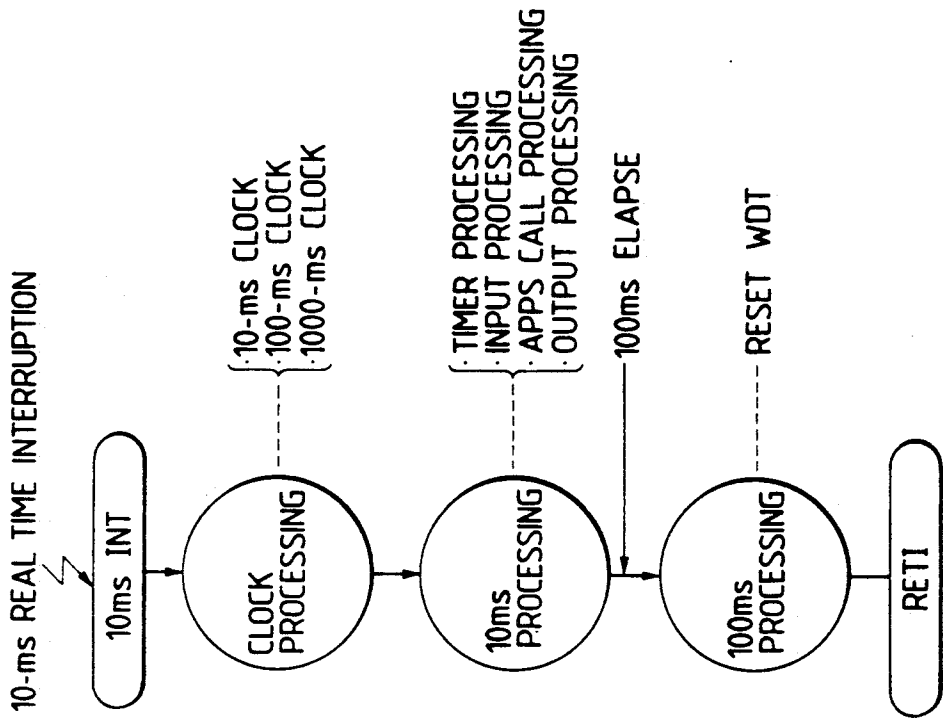 10-ms REAL TIME INTERRUPTION
10ms INT
CLOCK
PROCESSING
·10-ms CLOCK
·100-ms CLOCK
·1000-ms CLOCK
10ms
PROCESSING
·TIMER PROCESSING
·INPUT PROCESSING
·APPS CALL PROCESSING
·OUTPUT PROCESSING
100ms ELAPSE
100ms
PROCESSING
RESET WDT
RETI